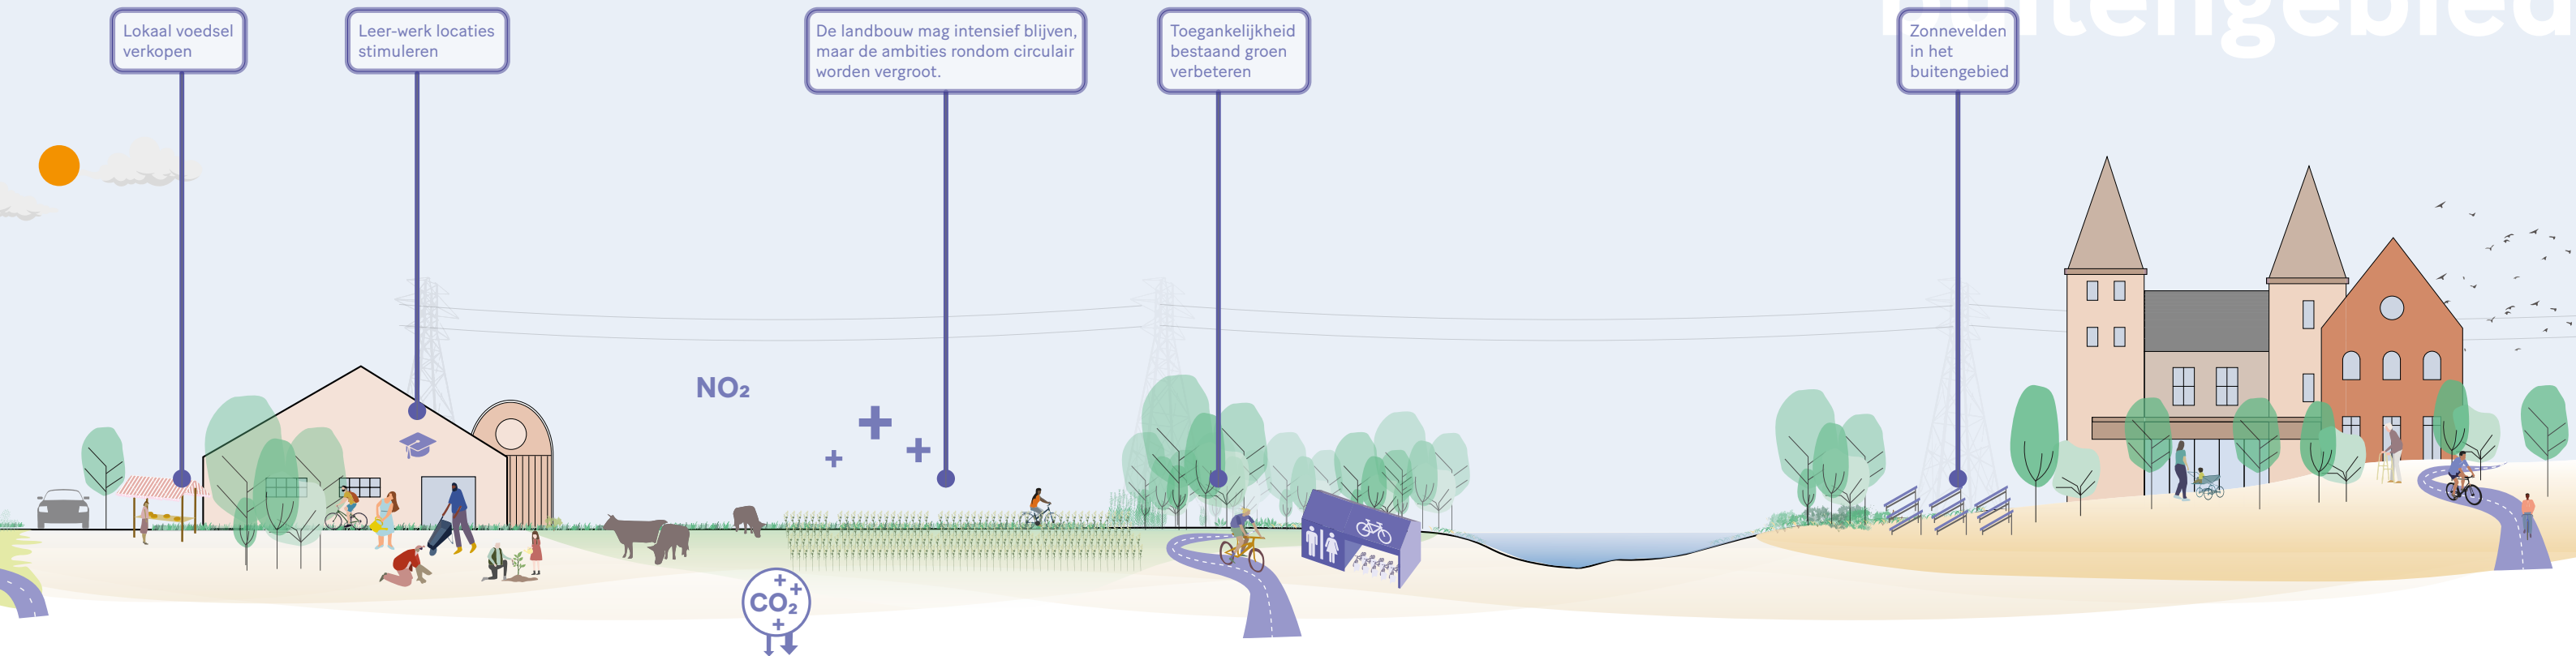 buitengebied
Lokaal voedsel
verkopen
Leer-werk locaties
stimuleren
De landbouw mag intensief blijven,
maar de ambities rondom circulair
worden vergroot.
Toegankelijkheid
bestaand groen
verbeteren
Zonnevelden
in het
buitengebied
NO₂
CO₂